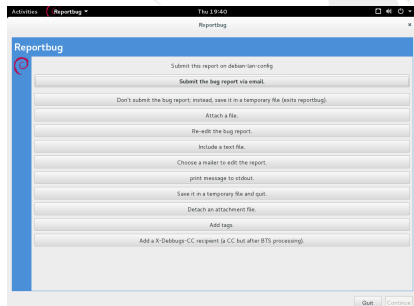 Activities
Reportbug
Thu 19:40
Reportbug
×
Reportbug
Submit this report on debian-lan-config
Submit the bug report via email.
Don't submit the bug report; instead, save it in a temporary file (exits reportbug).
Attach a file.
Re-edit the bug report.
Include a text file.
Choose a mailer to edit the report.
print message to stdout.
Save it in a temporary file and quit.
Detach an attachment file.
Add tags.
Add a X-Debbugs-CC recipient (a CC but after BTS processing).
Quit
Continue